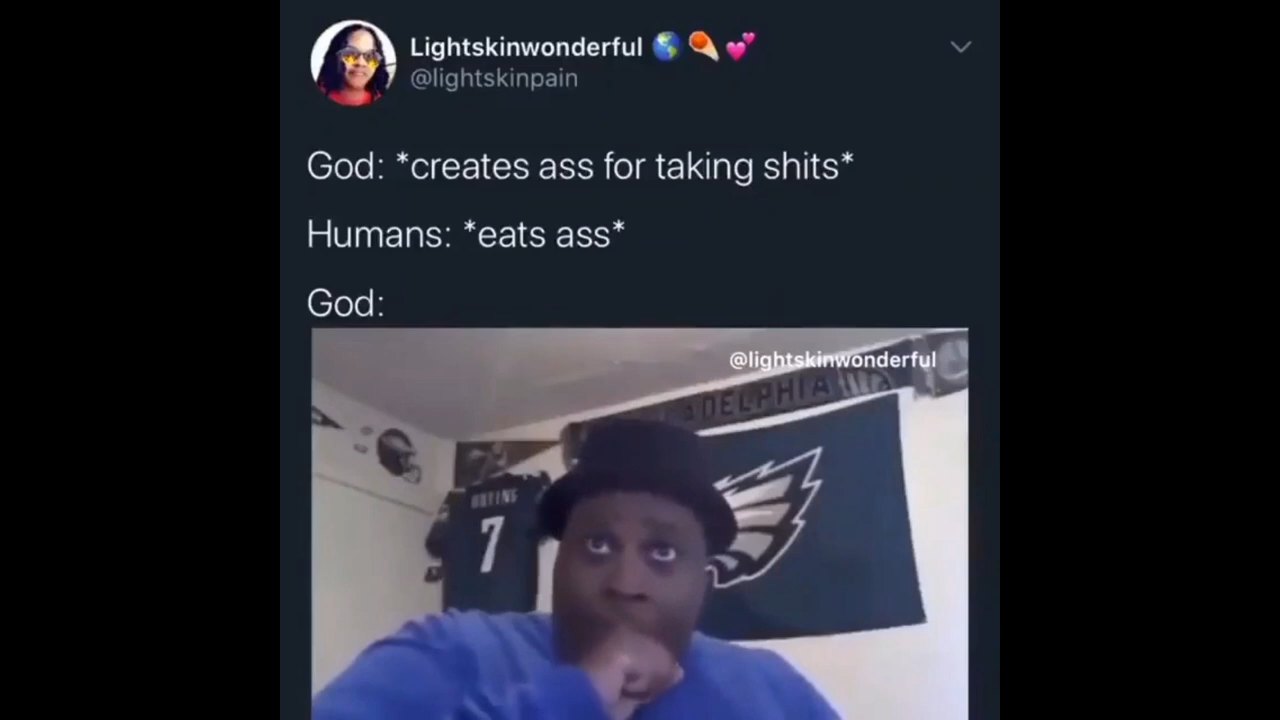 Lightskinwonderful 🌎☄️💕
@lightskinpain
God: *creates ass for taking shits*
Humans: *eats ass*
God:
@lightskinwonderful
ADELPHIA
7